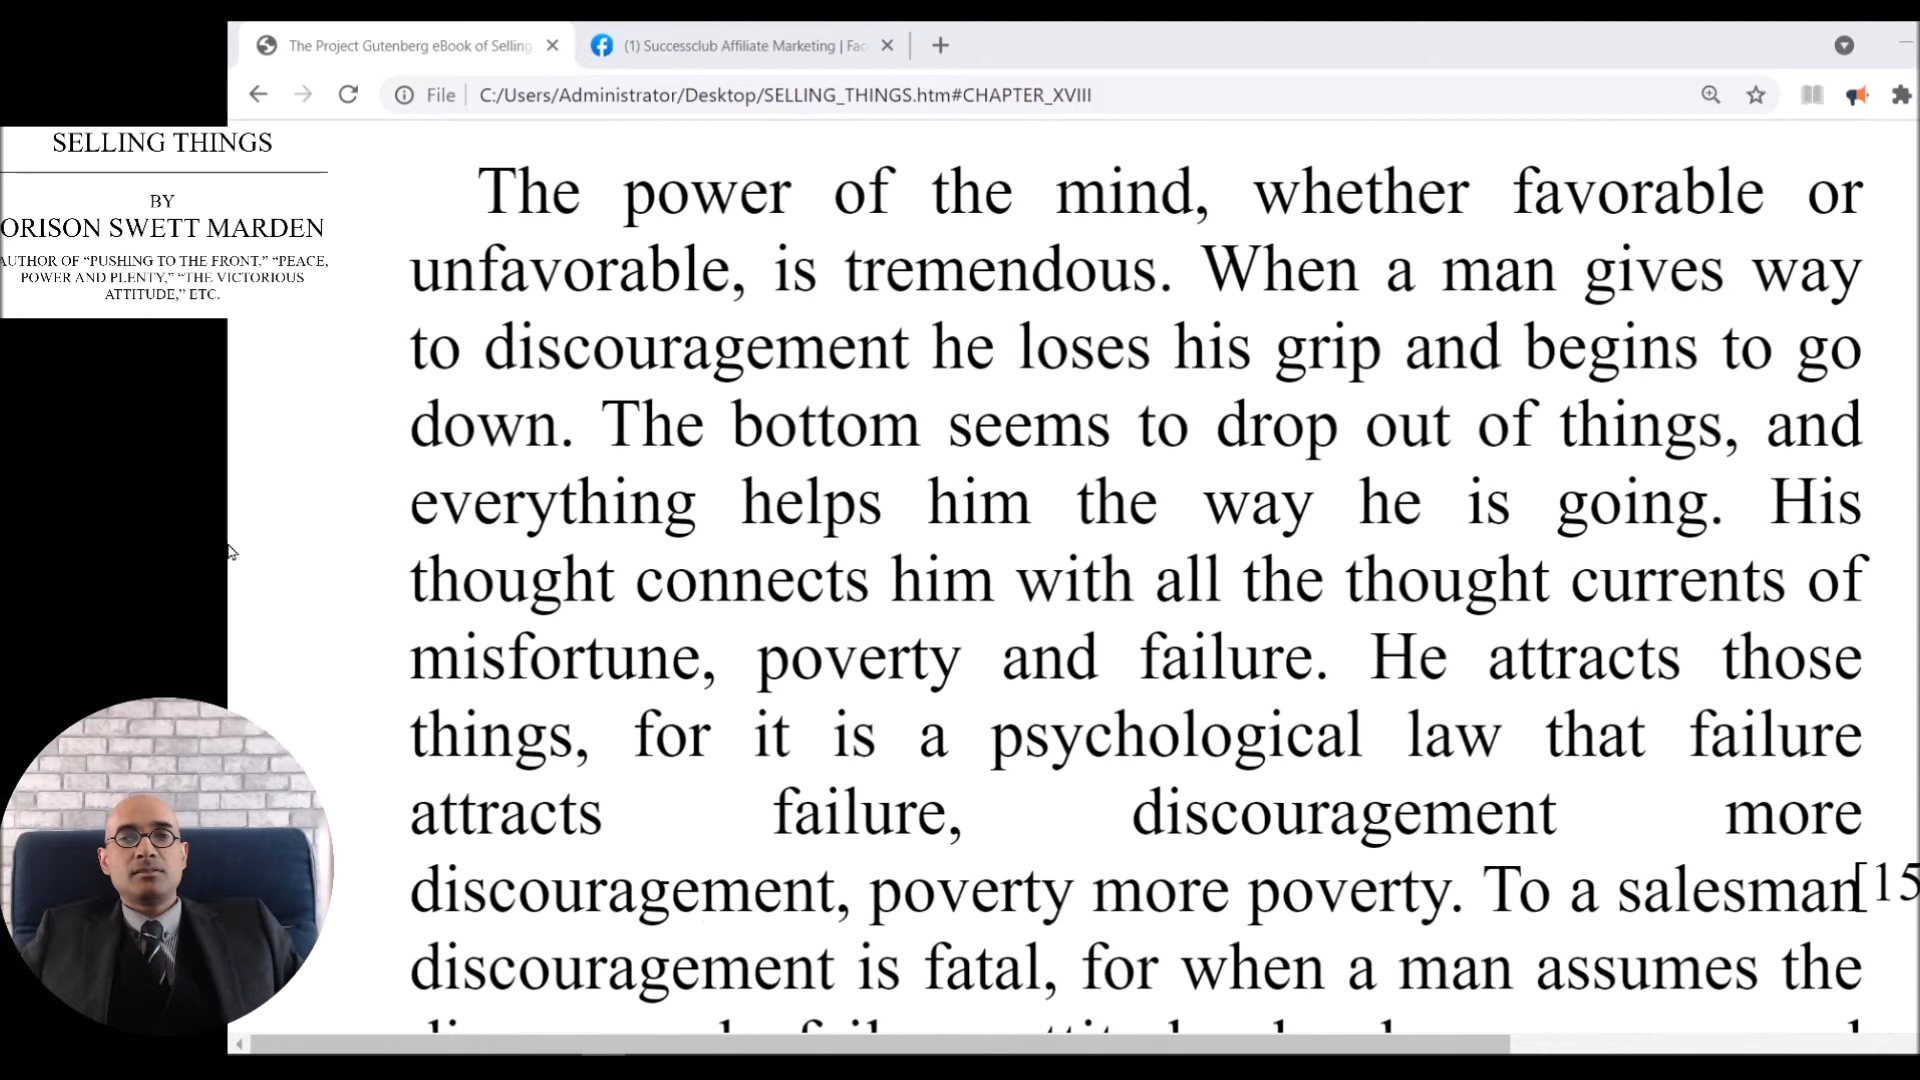 The Project Gutenberg eBook of Selling
(1) Successclub Affiliate Marketing | Fac
File
C:/Users/Administrator/Desktop/SELLING_THINGS.htm#CHAPTER_XVIII
SELLING THINGS
BY
ORISON SWETT MARDEN
AUTHOR OF “PUSHING TO THE FRONT,” “PEACE,
POWER AND PLENTY,” “THE VICTORIOUS
ATTITUDE,” ETC.
The power of the mind, whether favorable or
unfavorable, is tremendous. When a man gives way
to discouragement he loses his grip and begins to go
down. The bottom seems to drop out of things, and
everything helps him the way he is going. His
thought connects him with all the thought currents of
misfortune, poverty and failure. He attracts those
things, for it is a psychological law that failure
attracts failure, discouragement more
discouragement, poverty more poverty. To a salesman[15
discouragement is fatal, for when a man assumes the